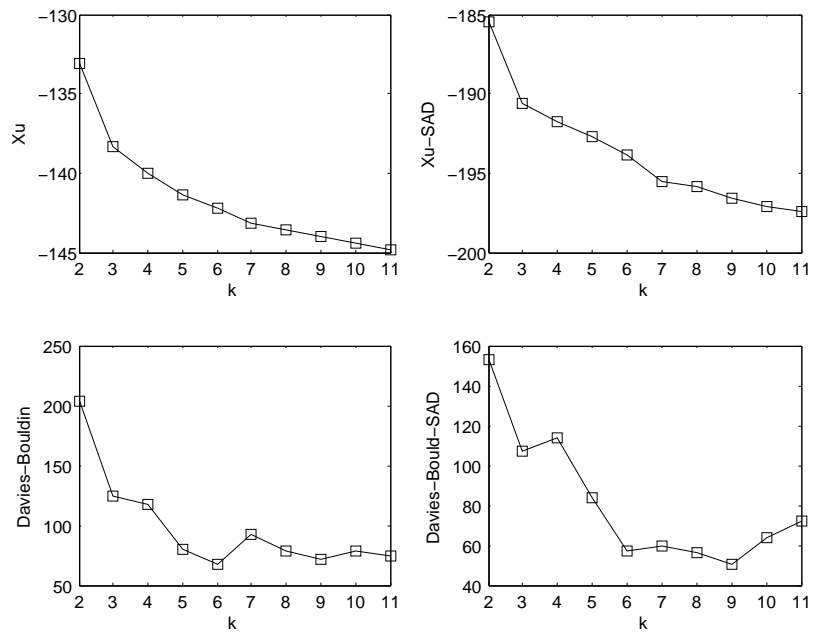 −130
−135
−140
−145
Xu
2 3 4 5 6 7 8 9 10 11
k
−185
−190
−195
−200
Xu−SAD
2 3 4 5 6 7 8 9 10 11
k
250
200
150
100
50
Davies−Bouldin
2 3 4 5 6 7 8 9 10 11
k
160
140
120
100
80
60
40
Davies−Bould−SAD
2 3 4 5 6 7 8 9 10 11
k